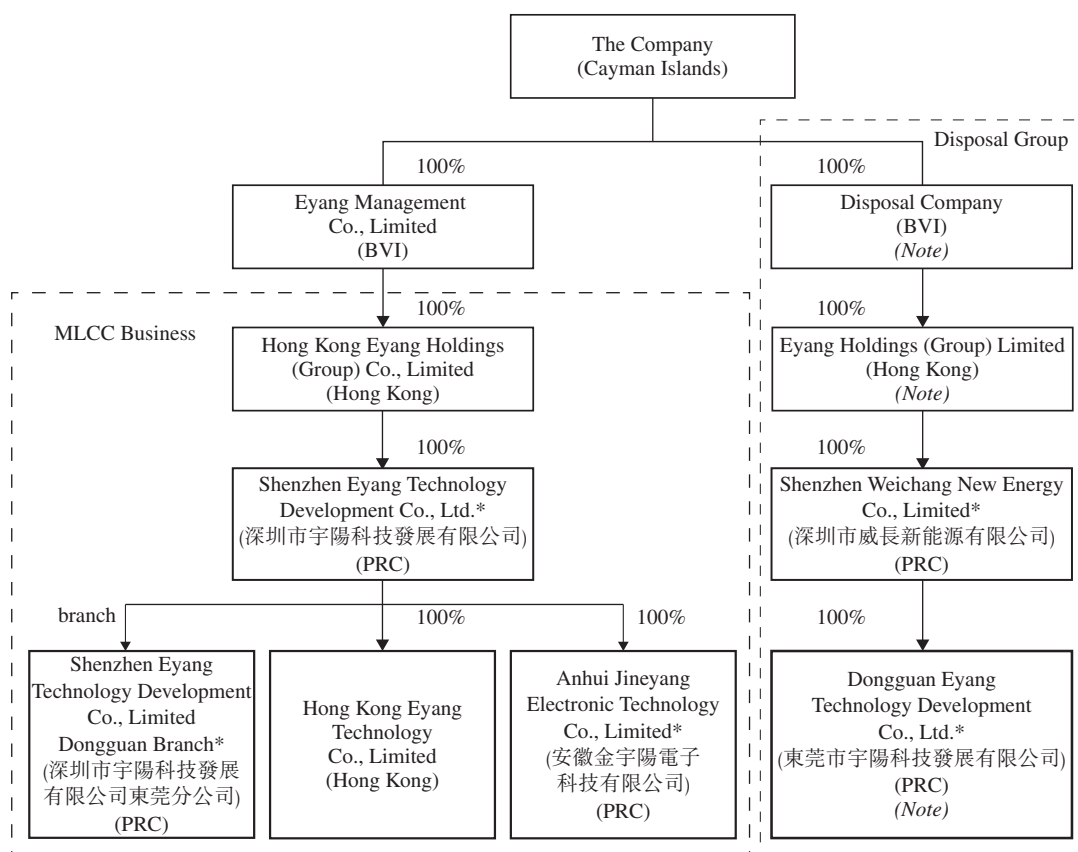 The Company
(Cayman Islands)
Disposal Group
100%
100%
Eyang Management
Co., Limited
(BVI)
Disposal Company
(BVI)
(Note)
100%
100%
MLCC Business
Hong Kong Eyang Holdings
(Group) Co., Limited
(Hong Kong)
Eyang Holdings (Group) Limited
(Hong Kong)
(Note)
100%
100%
Shenzhen Eyang Technology
Development Co., Ltd.*
(深圳市宇陽科技發展有限公司)
(PRC)
Shenzhen Weichang New Energy
Co., Limited*
(深圳市威長新能源有限公司)
(PRC)
branch
100%
100%
100%
Shenzhen Eyang
Technology Development
Co., Limited
Dongguan Branch*
(深圳市宇陽科技發展
有限公司東莞分公司)
(PRC)
Hong Kong Eyang
Technology
Co., Limited
(Hong Kong)
Anhui Jineyang
Electronic Technology
Co., Limited*
(安徽金宇陽電子
科技有限公司)
(PRC)
Dongguan Eyang
Technology Development
Co., Ltd.*
(東莞市宇陽科技發展有限公司)
(PRC)
(Note)